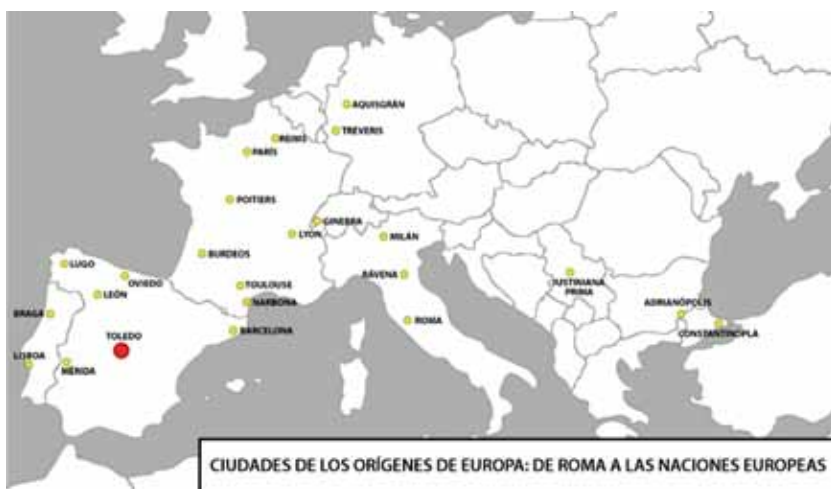 AQUISGRÁN
TREVERIS
REIMS
PARÍS
POITIERS
GINEBRA
LYON
MILÁN
BURDEOS
LUGO
OVIEDO
TOULOUSE
RÁVENA
JUSTINIANA
PRIMA
LEÓN
NARBONA
ADRIANÓPOLIS
BRAGA
ROMA
CONSTANTINOPLA
TOLEDO
BARCELONA
LISBOA
MÉRIDA
CIUDADES DE LOS ORÍGENES DE EUROPA: DE ROMA A LAS NACIONES EUROPEAS